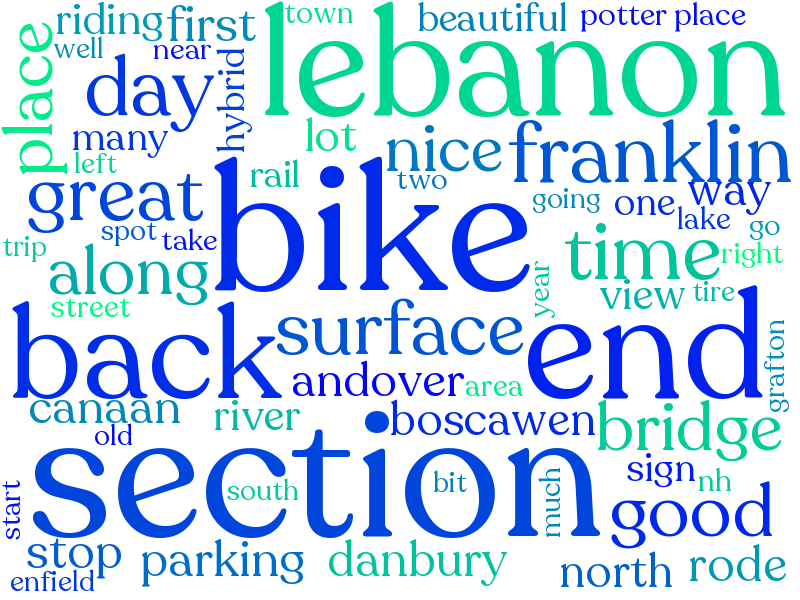 town
riding
first
beautiful
potter place
well
near
lebanon
place
day
hybrid
many
lot
nice
franklin
left
rail
two
great
going
one
way
lake
go
spot
take
bike
trip
along
time
right
view
tire
year
street
surface
back
end
andover
area
grafton
canaan
river
boscawen
bridge
old
section
sign
nh
south
bit
much
start
good
stop
parking
danbury
north
rode
enfield